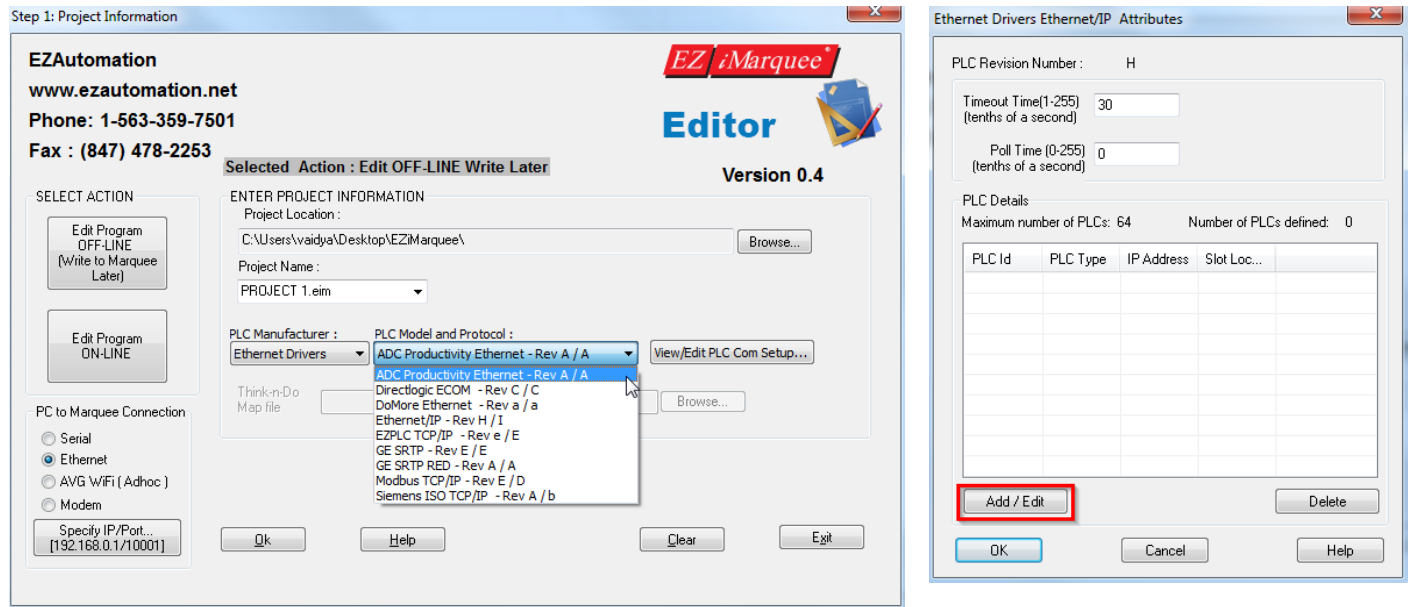 Step 1: Project Information
EZAutomation
www.ezautomation.net
Phone: 1-563-359-7501
Fax : (847) 478-2253
EZ iMarquee
Editor
Version 0.4
Selected Action : Edit OFF-LINE Write Later
SELECT ACTION
Edit Program
OFF-LINE
(Write to Marquee
Later)
Edit Program
ON-LINE
PC to Marquee Connection
Serial
Ethernet
AVG WiFi ( Adhoc )
Modem
Specify IP/Port...
[192.168.0.1/10001]
ENTER PROJECT INFORMATION
Project Location :
C:\Users\vaidya\Desktop\EZiMarquee\
Browse...
Project Name :
PROJECT 1.eim
PLC Manufacturer :
Ethernet Drivers
PLC Model and Protocol :
ADC Productivity Ethernet - Rev A / A
View/Edit PLC Com Setup...
ADC Productivity Ethernet - Rev A / A
Directlogic ECOM - Rev C / C
DoMore Ethernet - Rev a / a
Ethernet/IP - Rev H / I
EZPLC TCP/IP - Rev e / E
GE SRTP - Rev E / E
GE SRTP RED - Rev A / A
Modbus TCP/IP - Rev E / D
Siemens ISO TCP/IP - Rev A / b
Think-n-Do
Map file
Browse...
Ok
Help
Clear
Exit
Ethernet Drivers Ethernet/IP Attributes
PLC Revision Number : H
Timeout Time(1-255) 30
(tenths of a second)
Poll Time (0-255) 0
(tenths of a second)
PLC Details
Maximum number of PLCs: 64 Number of PLCs defined: 0
PLC Id PLC Type IP Address Slot Loc...
Add / Edit
Delete
OK
Cancel
Help